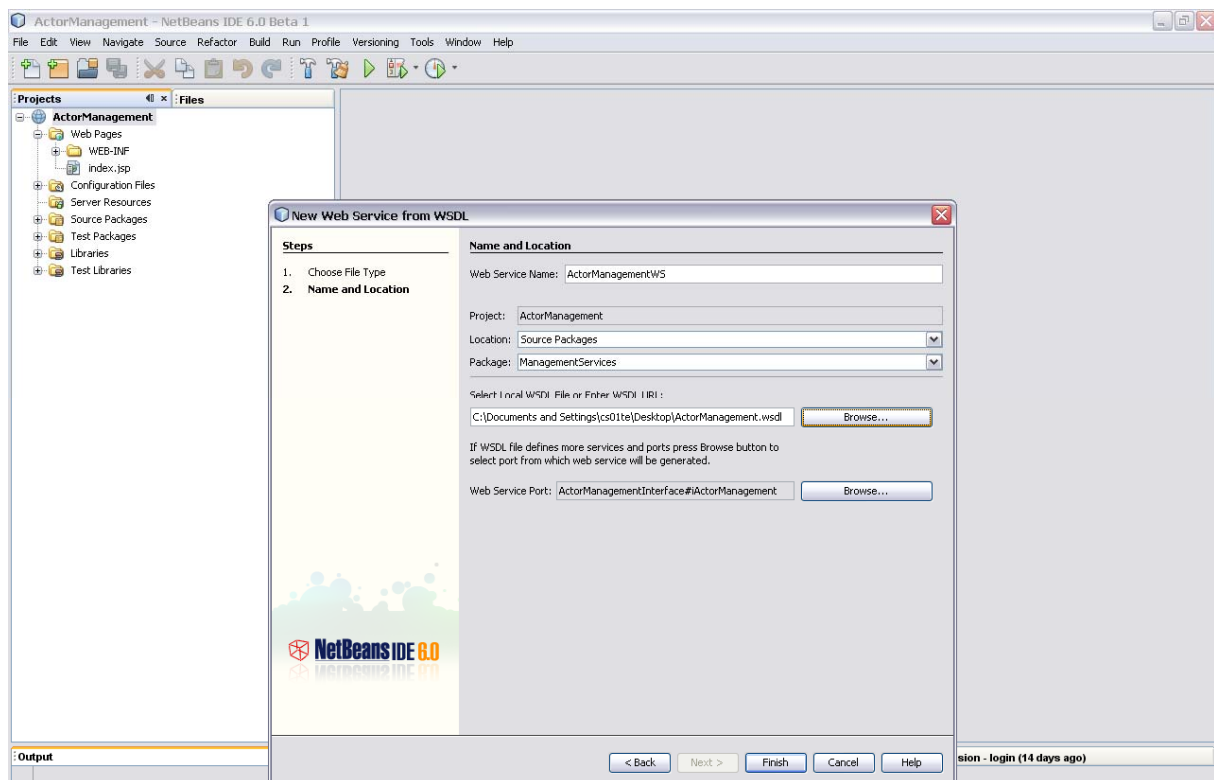 ActorManagement - NetBeans IDE 6.0 Beta 1
File Edit View Navigate Source Refactor Build Run Profile Versioning Tools Window Help
Projects
Files
ActorManagement
Web Pages
WEB-INF
index.jsp
Configuration Files
Server Resources
Source Packages
Test Packages
Libraries
Test Libraries
New Web Service from WSDL
Steps
1. Choose File Type
2. Name and Location
Name and Location
Web Service Name: ActorManagementWS
Project: ActorManagement
Location: Source Packages
Package: ManagementServices
Select Local WSDL File or Enter WSDL URL:
C:\Documents and Settings\cs01te\Desktop\ActorManagement.wsdl Browse...
If WSDL file defines more services and ports press Browse button to
select port from which web service will be generated.
Web Service Port: ActorManagementInterface#iActorManagement Browse...
NetBeans IDE 6.0
< Back Next > Finish Cancel Help
Output
sion - login (14 days ago)